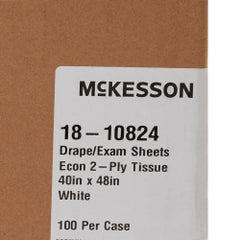 McKESSON
18-10824
Drape/Exam Sheets
Econ 2-Ply Tissue
40in x 48in
White
100 Per Case